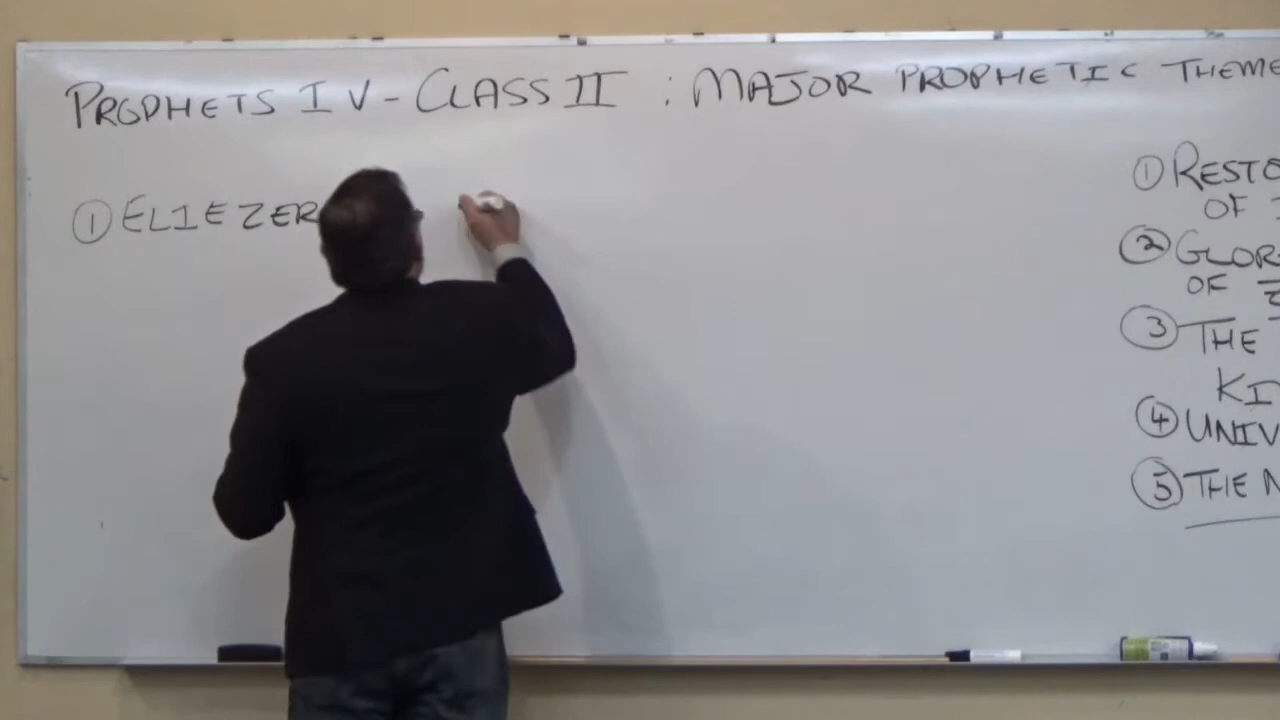 PROPHETS IV - CLASS II : MAJOR PROPHETIC THEME
① ELIEZER
① RESTO
OF
② GLOR
OF
③ THE
KI
④ UNIV
⑤ THE N